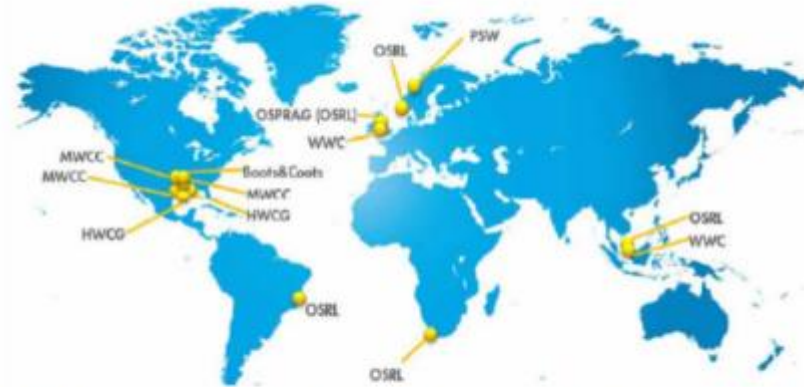 PSW
OSRL
OSPRAG (OSRL)
WWC
MWCC
Boots&Coots
MWCC
MWCC
HWCG
HWCG
OSRL
WWC
OSRL
OSRL